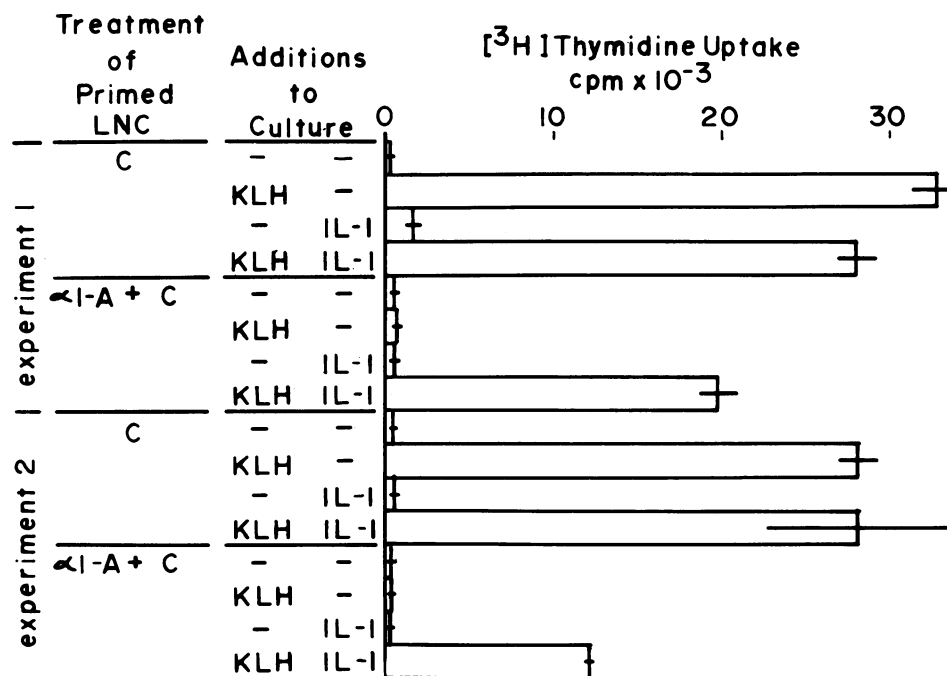 Treatment
of
Primed
LNC
Additions
to
Culture
[³H] Thymidine Uptake
cpm x 10⁻³
0 10 20 30
experiment 1
C
- -
KLH -
- IL-1
KLH IL-1
∝I-A + C
- -
KLH -
- IL-1
KLH IL-1
experiment 2
C
- -
KLH -
- IL-1
KLH IL-1
∝I-A + C
- -
KLH -
- IL-1
KLH IL-1